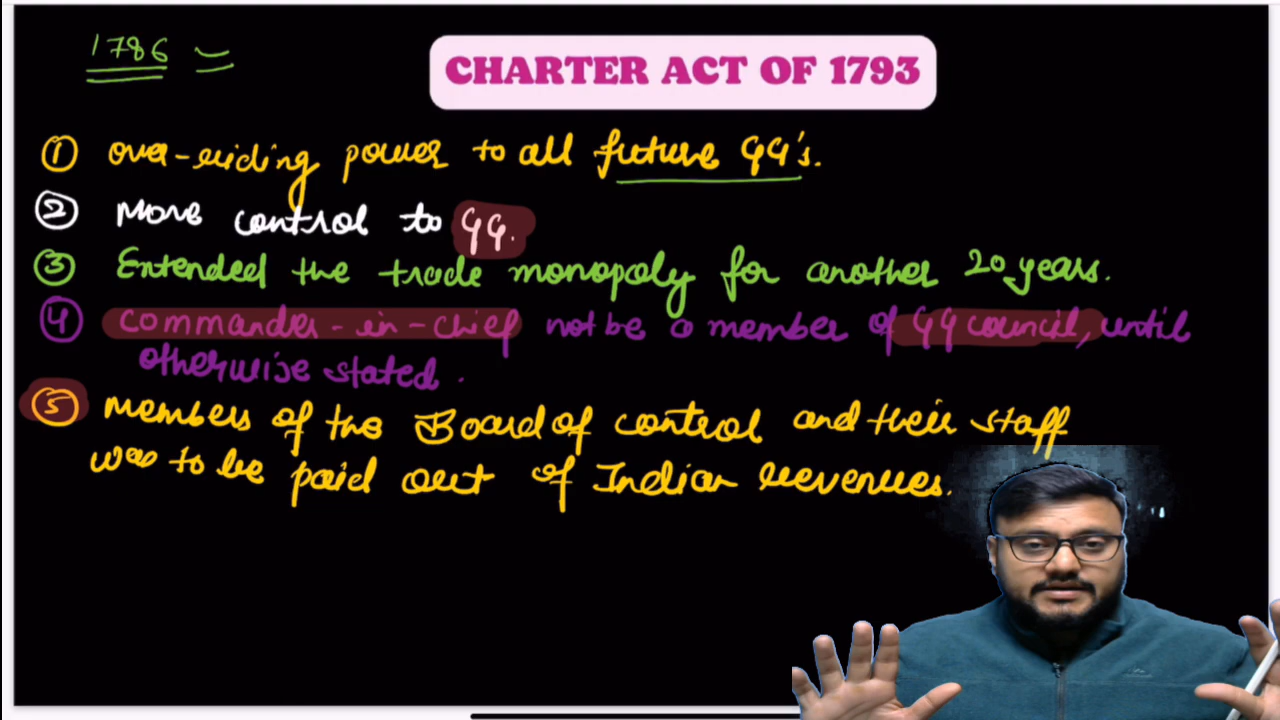 1786
CHARTER ACT OF 1793
① over-riding power to all future GG's.
② More control to GG.
③ Extended the trade monopoly for another 20 years.
④ commander-in-chief not be a member of GG council, until
otherwise stated.
⑤ members of the Board of control and their staff
was to be paid out of Indian revenues.